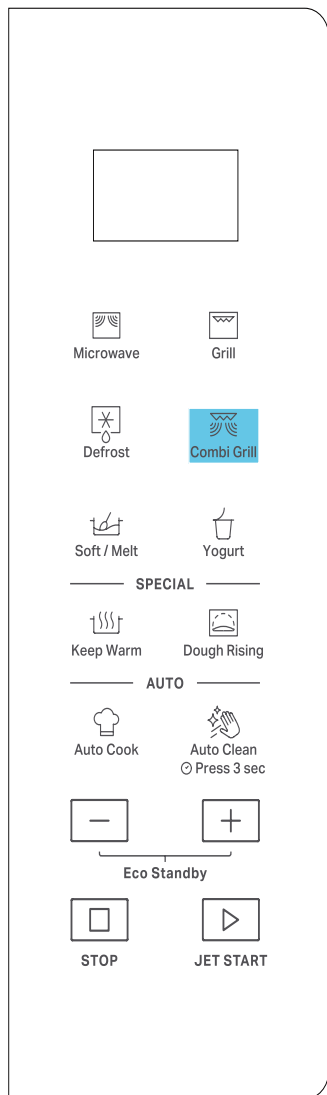 Microwave Grill
Defrost Combi Grill
Soft / Melt Yogurt
SPECIAL
Keep Warm Dough Rising
AUTO
Auto Cook Auto Clean
Press 3 sec
Eco Standby
STOP JET START